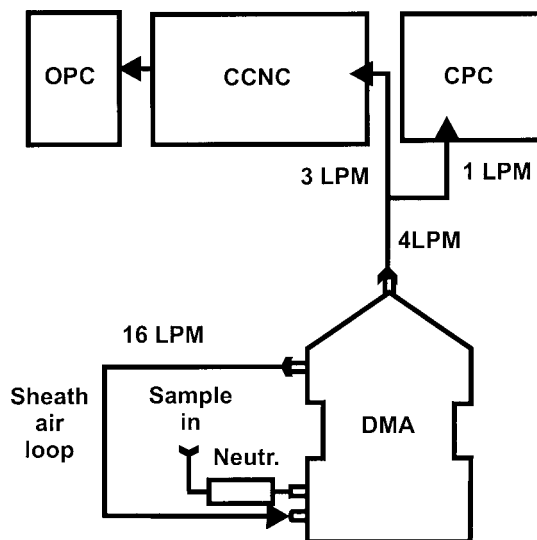 OPC
CCNC
CPC
3 LPM
1 LPM
4LPM
16 LPM
Sheath
air
loop
Sample
in
Neutr.
DMA